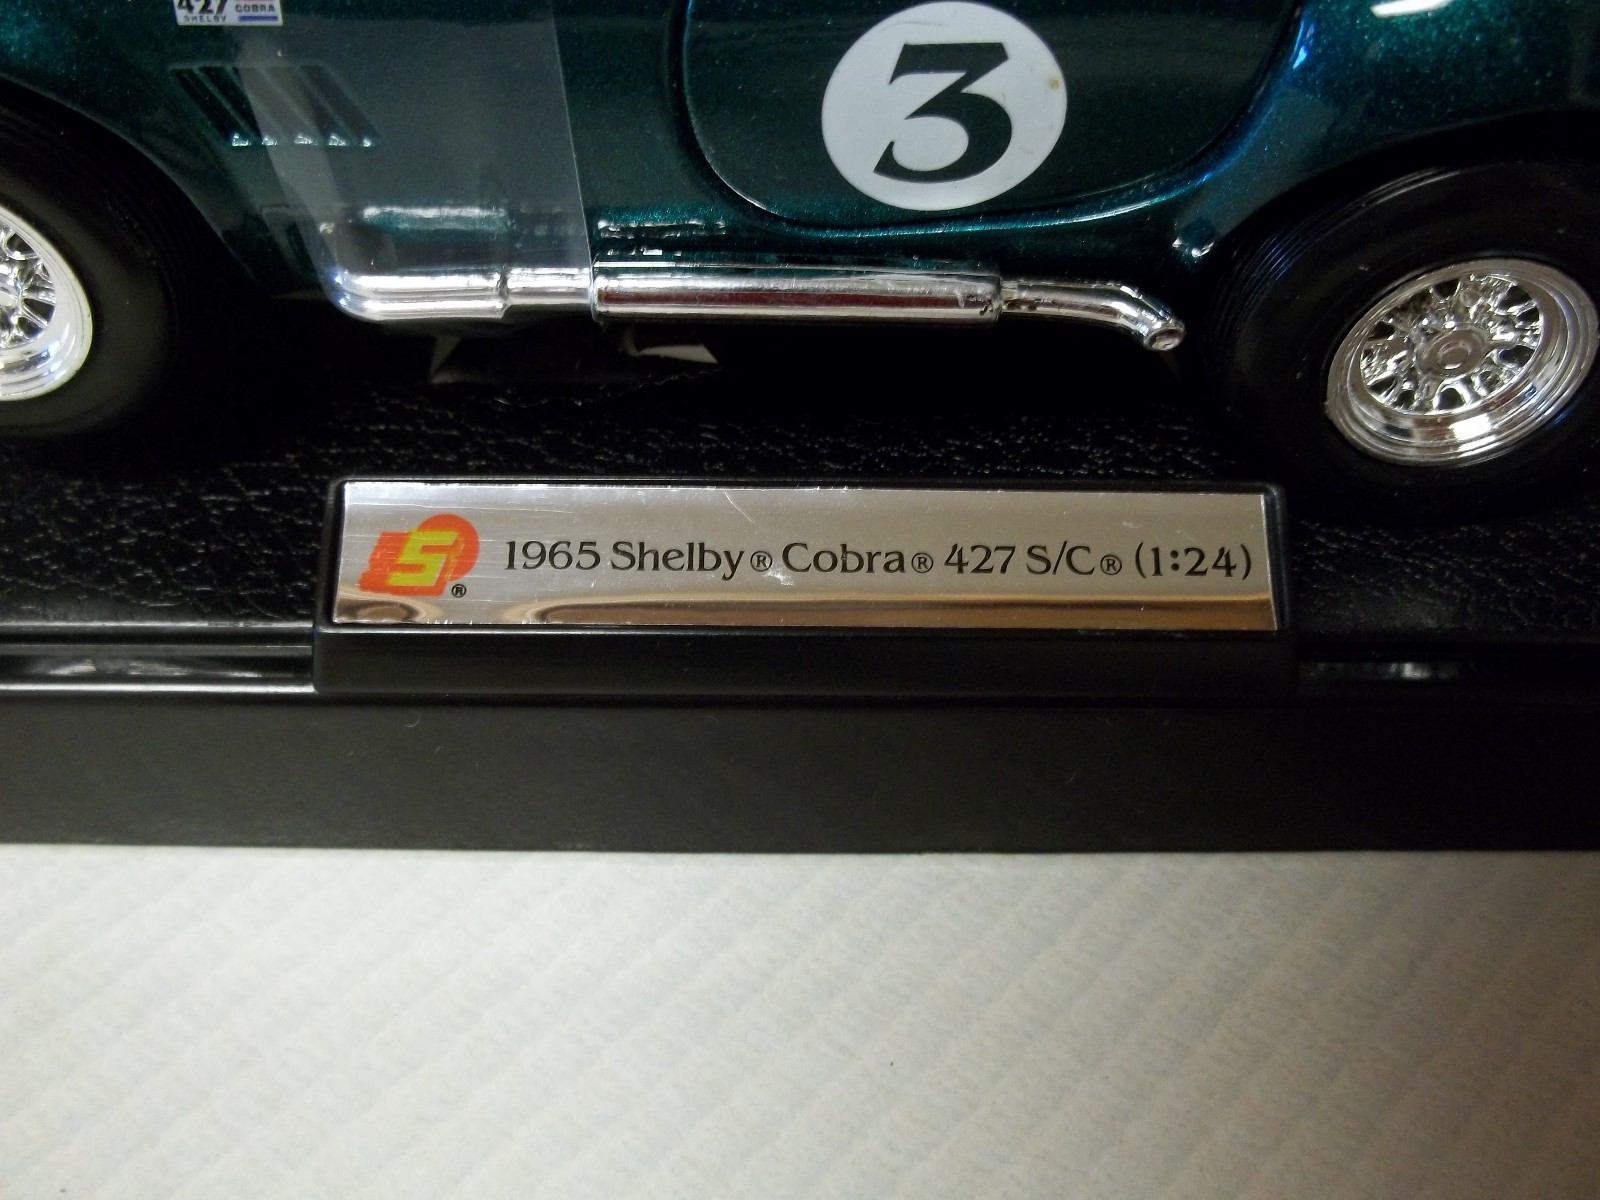 427 COBRA
SHELBY
3
S®
1965 Shelby® Cobra® 427 S/C® (1:24)